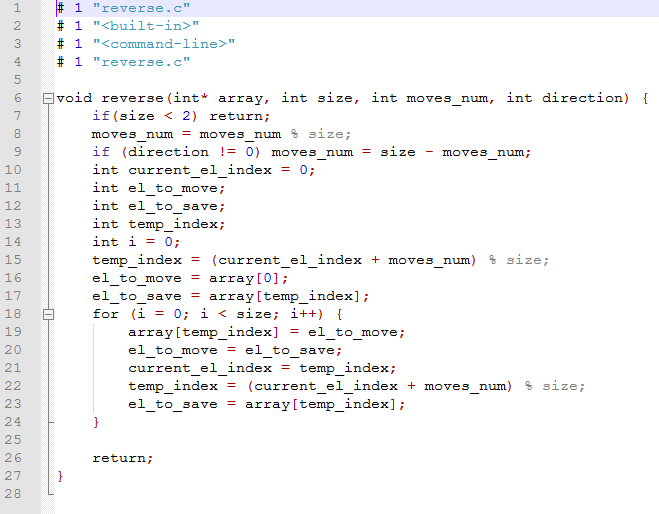 1 # 1 "reverse.c"
2 # 1 "<built-in>"
3 # 1 "<command-line>"
4 # 1 "reverse.c"
5
6 void reverse(int* array, int size, int moves_num, int direction) {
7     if(size < 2) return;
8     moves_num = moves_num % size;
9     if (direction != 0) moves_num = size - moves_num;
10     int current_el_index = 0;
11     int el_to_move;
12     int el_to_save;
13     int temp_index;
14     int i = 0;
15     temp_index = (current_el_index + moves_num) % size;
16     el_to_move = array[0];
17     el_to_save = array[temp_index];
18     for (i = 0; i < size; i++) {
19         array[temp_index] = el_to_move;
20         el_to_move = el_to_save;
21         current_el_index = temp_index;
22         temp_index = (current_el_index + moves_num) % size;
23         el_to_save = array[temp_index];
24     }
25
26     return;
27 }
28